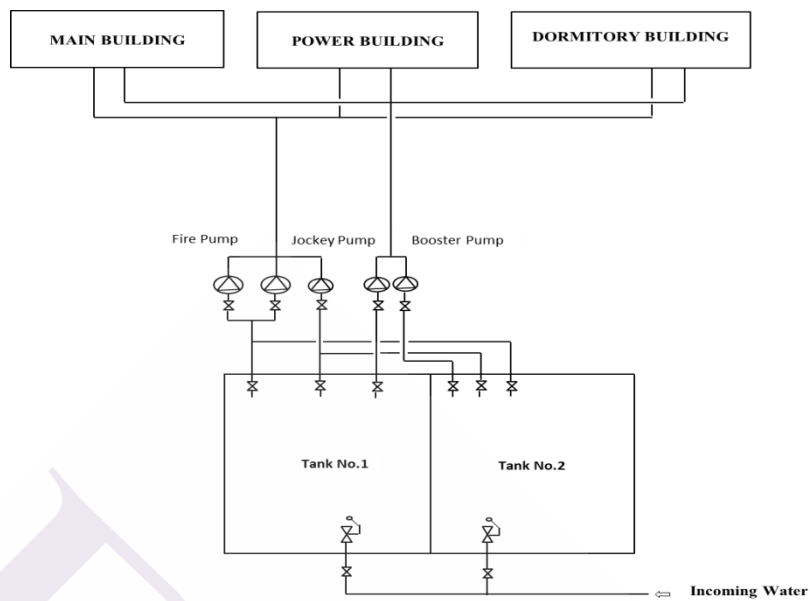 MAIN BUILDING
POWER BUILDING
DORMITORY BUILDING
Fire Pump
Jockey Pump
Booster Pump
Tank No.1
Tank No.2
Incoming Water